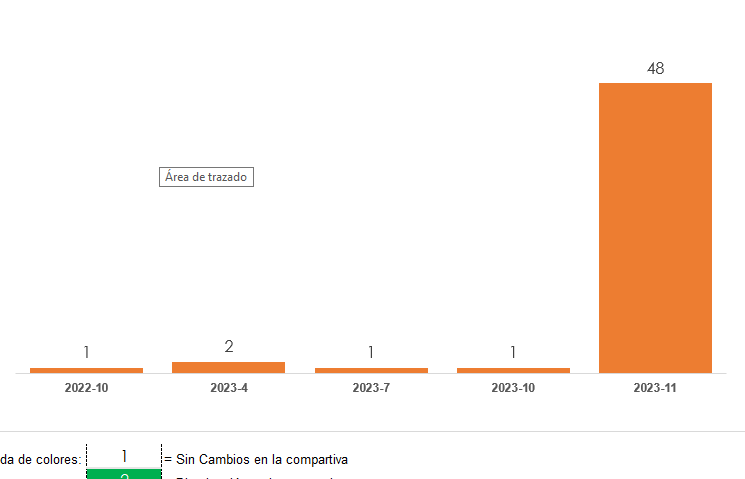 48
Área de trazado
2
1
1
1
2022-10 2023-4 2023-7 2023-10 2023-11
da de colores: 1 = Sin Cambios en la compartiva